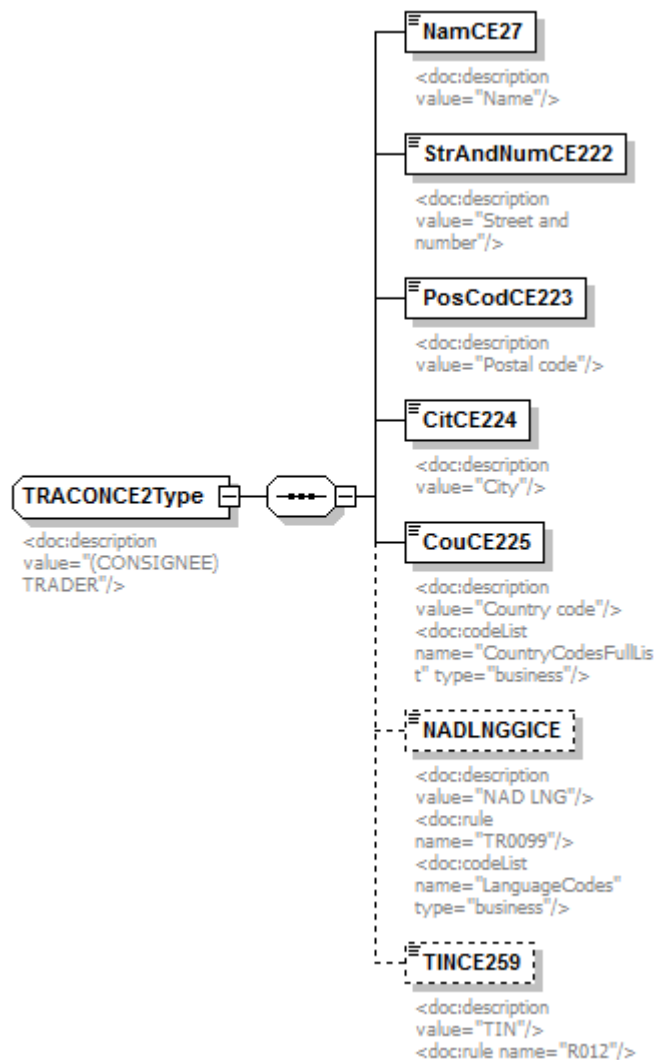 NamCE27
<doc:description
value="Name"/>
StrAndNumCE222
<doc:description
value="Street and
number"/>
PosCodCE223
<doc:description
value="Postal code"/>
CitCE224
<doc:description
value="City"/>
TRACONCE2Type
<doc:description
value="(CONSIGNEE)
TRADER"/>
CouCE225
<doc:description
value="Country code"/>
<doc:codeList
name="CountryCodesFullLis
t" type="business"/>
NADLNGGICE
<doc:description
value="NAD LNG"/>
<doc:rule
name="TR0099"/>
<doc:codeList
name="LanguageCodes"
type="business"/>
TINCE259
<doc:description
value="TIN"/>
<doc:rule name="R012"/>